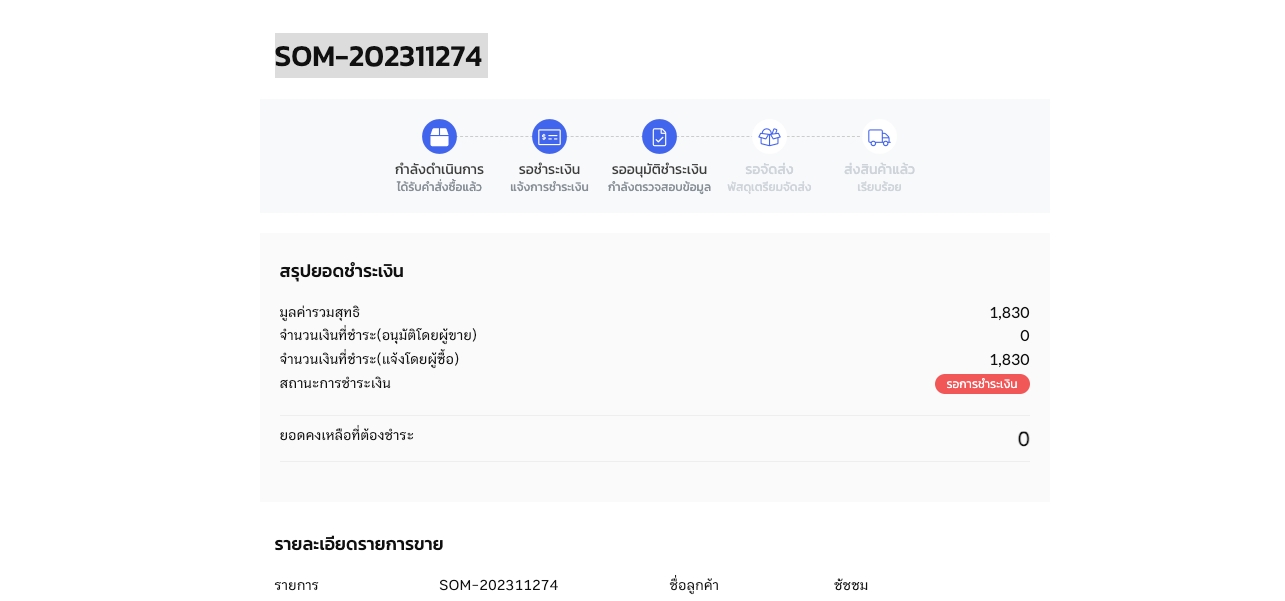 SOM-202311274
กำลังดำเนินการ รอชำระเงิน รออนุมัติชำระเงิน รอจัดส่ง ส่งสินค้าแล้ว
ได้รับคำสั่งซื้อแล้ว แจ้งการชำระเงิน กำลังตรวจสอบข้อมูล พัสดุเตรียมจัดส่ง เรียบร้อย
สรุปยอดชำระเงิน
มูลค่ารวมสุทธิ 1,830
จำนวนเงินที่ชำระ(อนุมัติโดยผู้ขาย) 0
จำนวนเงินที่ชำระ(แจ้งโดยผู้ซื้อ) 1,830
สถานะการชำระเงิน รอการชำระเงิน
ยอดคงเหลือที่ต้องชำระ 0
รายละเอียดรายการขาย
รายการ SOM-202311274 ชื่อลูกค้า ชัชชม